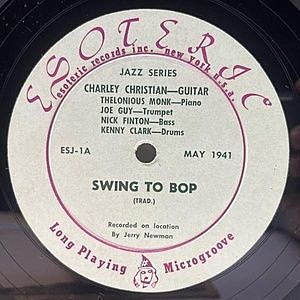 ESOTERIC
esoteric records inc. new york u.s.a.
JAZZ SERIES
CHARLEY CHRISTIAN—GUITAR
THELONIOUS MONK—Piano
JOE GUY—Trumpet
NICK FINTON—Bass
KENNY CLARK—Drums
ESJ-1A MAY 1941
SWING TO BOP
(TRAD.)
Recorded on location
By Jerry Newman
Long Playing Microgroove